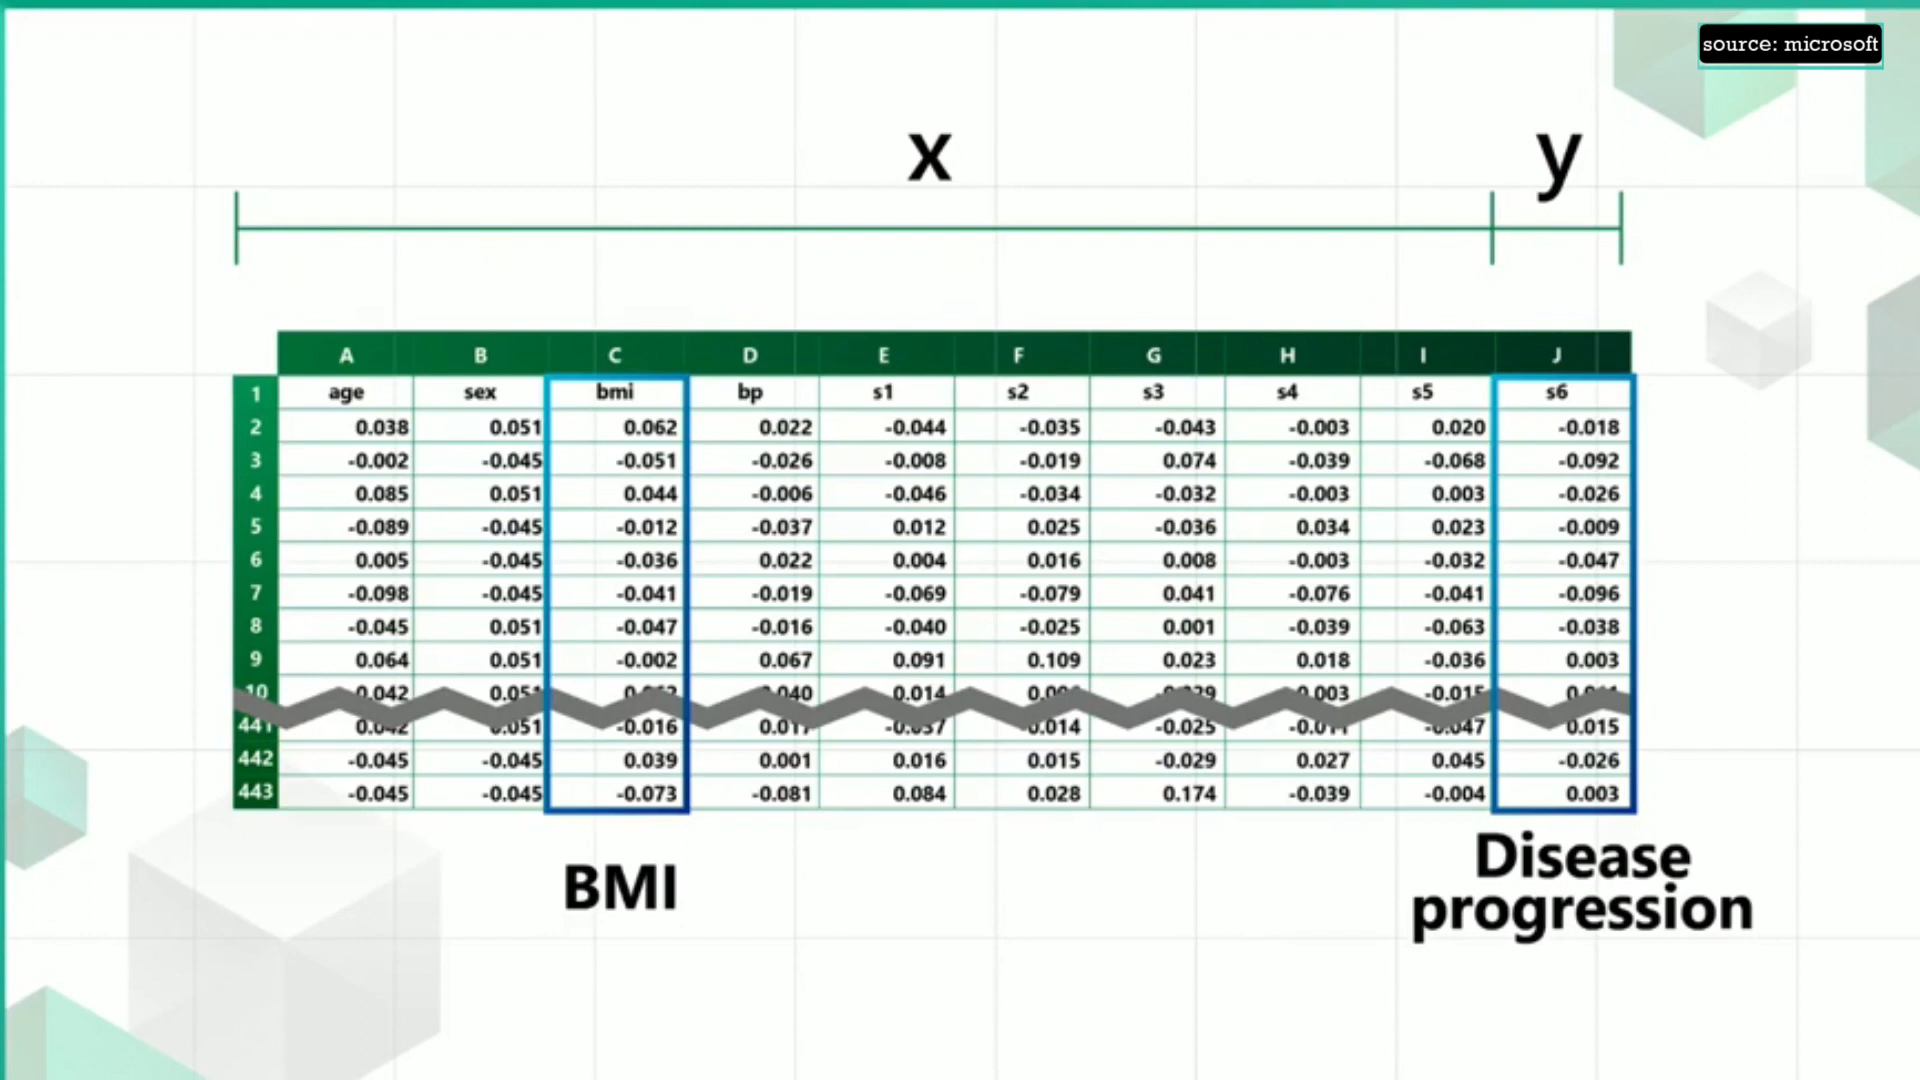 source: microsoft
x y
A B C D E F G H I J
1 age sex bmi bp s1 s2 s3 s4 s5 s6
2 0.038 0.051 0.062 0.022 -0.044 -0.035 -0.043 -0.003 0.020 -0.018
3 -0.002 -0.045 -0.051 -0.026 -0.008 -0.019 0.074 -0.039 -0.068 -0.092
4 0.085 0.051 0.044 -0.006 -0.046 -0.034 -0.032 -0.003 0.003 -0.026
5 -0.089 -0.045 -0.012 -0.037 0.012 0.025 -0.036 0.034 0.023 -0.009
6 0.005 -0.045 -0.036 0.022 0.004 0.016 0.008 -0.003 -0.032 -0.047
7 -0.098 -0.045 -0.041 -0.019 -0.069 -0.079 0.041 -0.076 -0.041 -0.096
8 -0.045 0.051 -0.047 -0.016 -0.040 -0.025 0.001 -0.039 -0.063 -0.038
9 0.064 0.051 -0.002 0.067 0.091 0.109 0.023 0.018 -0.036 0.003
10 0.042 0.051 0.014 0.003 -0.015
441 0.042 -0.016 0.017 -0.025 0.015
442 -0.045 -0.045 0.039 0.001 0.016 0.015 -0.029 0.027 0.045 -0.026
443 -0.045 -0.045 -0.073 -0.081 0.084 0.028 0.174 -0.039 -0.004 0.003
BMI
Disease
progression